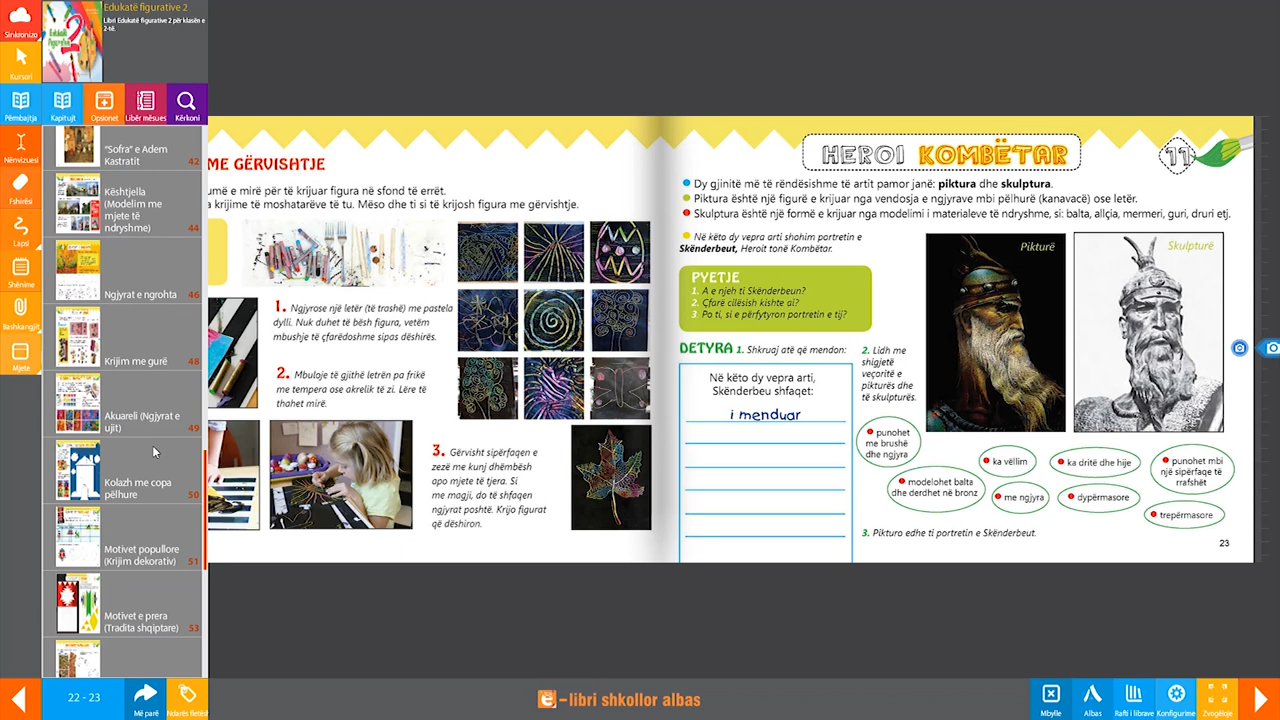 Sinkronizo
Edukatë figurative 2
Libri Edukatë figurative 2 për klasën e
2-të.
Kursori
Përmbajtja
Kapitujt
Opsionet
Libër mësues
Kërkoni
Nënvizuesi
Fshirësi
Lapsi
Shënine
Bashkangjit
Mjete
"Sofra" e Adem
Kastratit 42
Kështjella
(Modelim me
mjete të
ndryshme) 44
Ngjyrat e ngrohta 46
Krijim me gurë 48
Akuareli (Ngjyrat e
ujit) 49
Kolazh me copa
pëlhure 50
Motivet popullore
(Krijim dekorativ) 51
Motivet e prera
(Tradita shqiptare) 53
ME GËRVISHTJE
umë e mirë për të krijuar figura në sfond të errët.
a krijime të moshatarëve të tu. Mëso dhe ti si të krijosh figura me gërvishtje.
1. Ngjyrose një letër (të trashë) me pastela
dylli. Nuk duhet të bësh figura, vetëm
mbushje të çfarëdoshme sipas dëshirës.
2. Mbuloje të gjithë letrën pa frikë
me tempera ose akrelik të zi. Lëre të
thahet mirë.
3. Gërvisht sipërfaqen e
zezë me kunj dhëmbësh
apo mjete të tjera. Si
me magji, do të shfaqen
ngjyrat poshtë. Krijo figurat
që dëshiron.
HEROI KOMBËTAR
11
Dy gjinitë më të rëndësishme të artit pamor janë: piktura dhe skulptura.
Piktura është një figurë e krijuar nga vendosja e ngjyrave mbi pëlhurë (kanavacë) ose letër.
Skulptura është një formë e krijuar nga modelimi i materialeve të ndryshme, si: balta, allçia, mermeri, guri, druri etj.
Në këto dy vepra arti shohim portretin e
Skënderbeut, Heroit tonë Kombëtar.
PYETJE
1. A e njeh ti Skënderbeun?
2. Çfarë cilësish kishte ai?
3. Po ti, si e përfytyron portretin e tij?
DETYRA 1. Shkruaj atë që mendon:
Në këto dy vepra arti,
Skënderbeu shfaqet:
i menduar
2. Lidh me
shigjetë
veçoritë e
pikturës dhe
të skulpturës.
Pikturë
Skulpturë
punohet
me brushë
dhe ngjyra
ka vëllim
ka dritë dhe hije
punohet mbi
një sipërfaqe të
rrafshët
modelohet balta
dhe derdhet në bronz
me ngjyra
dypërmasore
trepërmasore
3. Pikturo edhe ti portretin e Skënderbeut.
23
22 - 23
Më parë
Ndarës fletësh
e-libri shkollor albas
Mbylle
Albas
Rafti i librave
Konfigurime
Zvogëloje